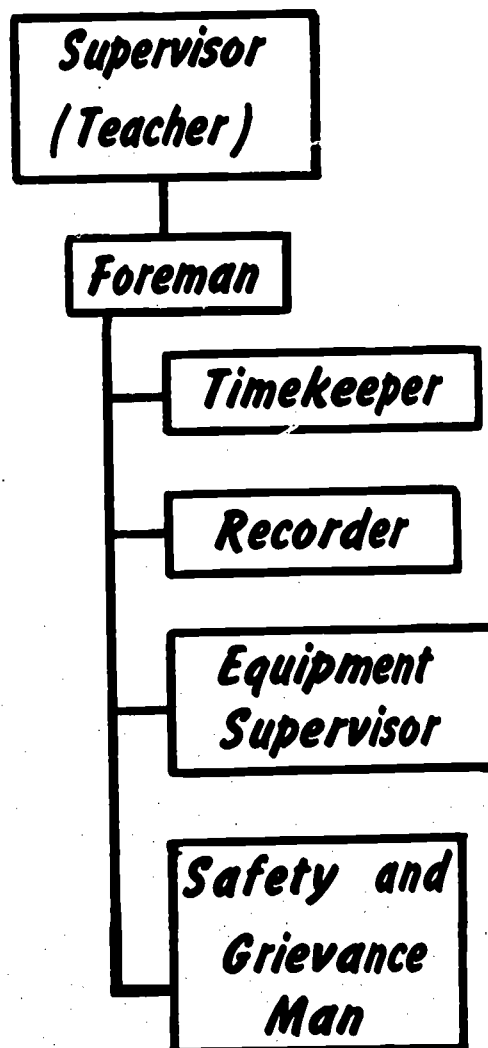 Supervisor
(Teacher)
Foreman
Timekeeper
Recorder
Equipment
Supervisor
Safety and
Grievance
Man